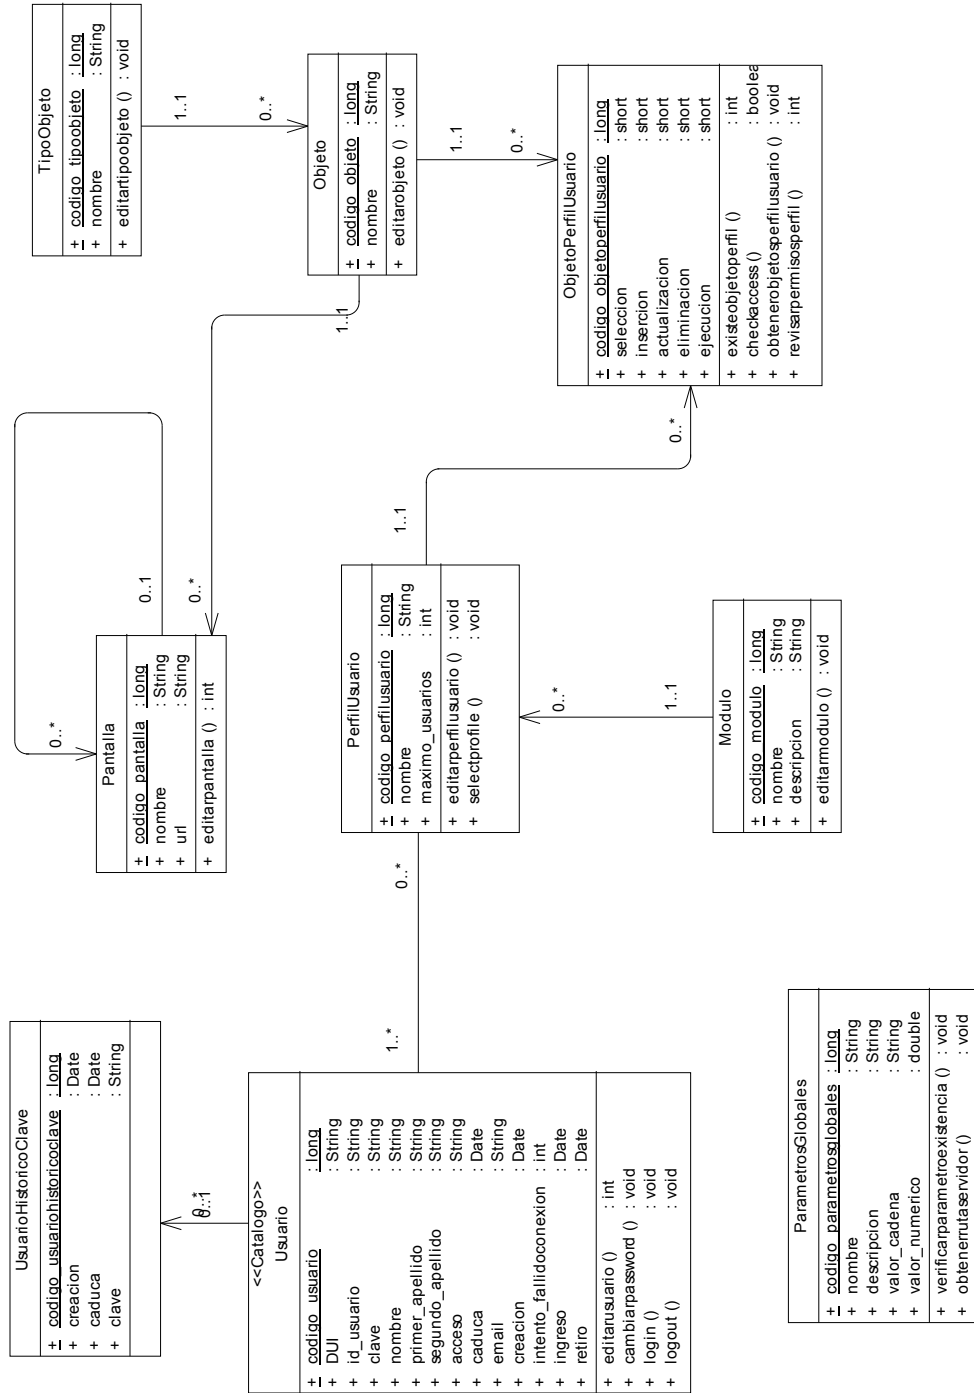 UsuarioHistoricoClave
+ codigo_usuariohistoricoclave : long
+ creacion : Date
+ caduca : Date
+ clave : String
0..*
0..1
<<Catalogo>>
Usuario
+ codigo_usuario : long
+ DUI : String
+ id_usuario : String
+ clave : String
+ nombre : String
+ primer_apellido : String
+ segundo_apellido : String
+ acceso : String
+ caduca : Date
+ email : String
+ creacion : Date
+ intento_fallidoconexion : int
+ ingreso : Date
+ retiro : Date
+ editarusuario () : int
+ cambiarpassword () : void
+ login () : void
+ logout () : void
1..*
0..*
ParametrosGlobales
+ codigo_parametrosglobales : long
+ nombre : String
+ descripcion : String
+ valor_cadena : String
+ valor_numerico : double
+ verificarparametroexistencia () : void
+ obtenerrutaservidor () : void
Pantalla
+ codigo_pantalla : long
+ nombre : String
+ url : String
+ editarpantalla () : int
0..*
0..1
0..*
1..1
PerfilUsuario
+ codigo_perfilusuario : long
+ nombre : String
+ maximo_usuarios : int
+ editarperfilusuario () : void
+ selectprofile () : void
0..*
1..1
1..1
0..*
Modulo
+ codigo_modulo : long
+ nombre : String
+ descripcion : String
+ editarmodulo () : void
TipoObjeto
+ codigo_tipoobjeto : long
+ nombre : String
+ editartipoobjeto () : void
1..1
0..*
Objeto
+ codigo_objeto : long
+ nombre : String
+ editarobjeto () : void
1..1
0..*
ObjetoPerfilUsuario
+ codigo_objetoperfilusuario : long
+ seleccion : short
+ insercion : short
+ actualizacion : short
+ eliminacion : short
+ ejecucion : short
+ existeobjetoperfil () : int
+ checkaccess () : boolea
+ obtenerobjetosperfilusuario () : void
+ revisarpermisosperfil () : int